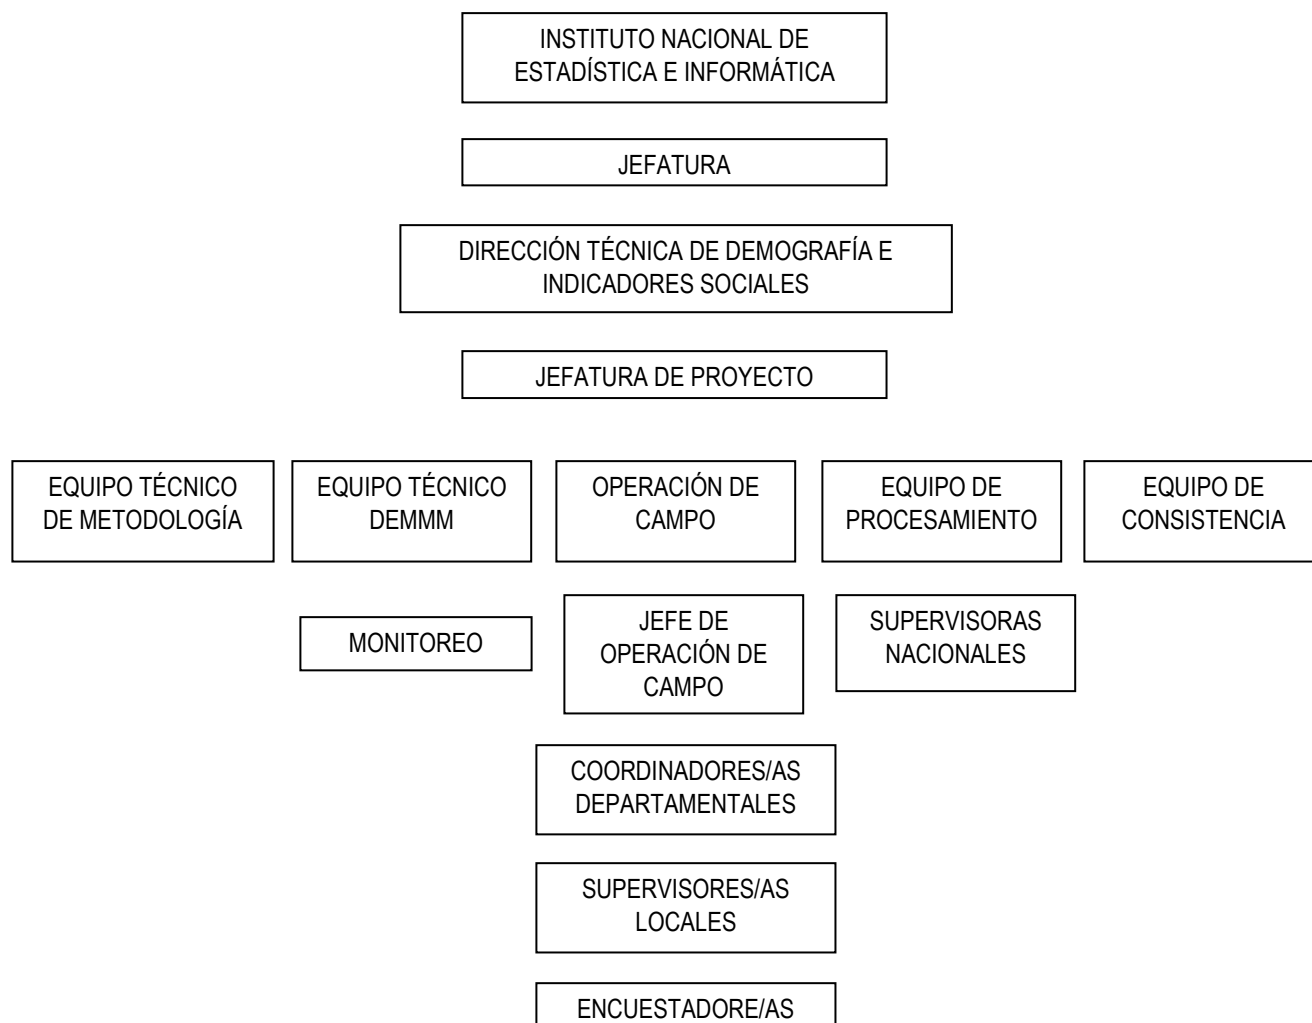 INSTITUTO NACIONAL DE
ESTADÍSTICA E INFORMÁTICA
JEFATURA
DIRECCIÓN TÉCNICA DE DEMOGRAFÍA E
INDICADORES SOCIALES
JEFATURA DE PROYECTO
EQUIPO TÉCNICO
DE METODOLOGÍA
EQUIPO TÉCNICO
DEMMM
OPERACIÓN DE
CAMPO
EQUIPO DE
PROCESAMIENTO
EQUIPO DE
CONSISTENCIA
MONITOREO
JEFE DE
OPERACIÓN DE
CAMPO
SUPERVISORAS
NACIONALES
COORDINADORES/AS
DEPARTAMENTALES
SUPERVISORES/AS
LOCALES
ENCUESTADORE/AS